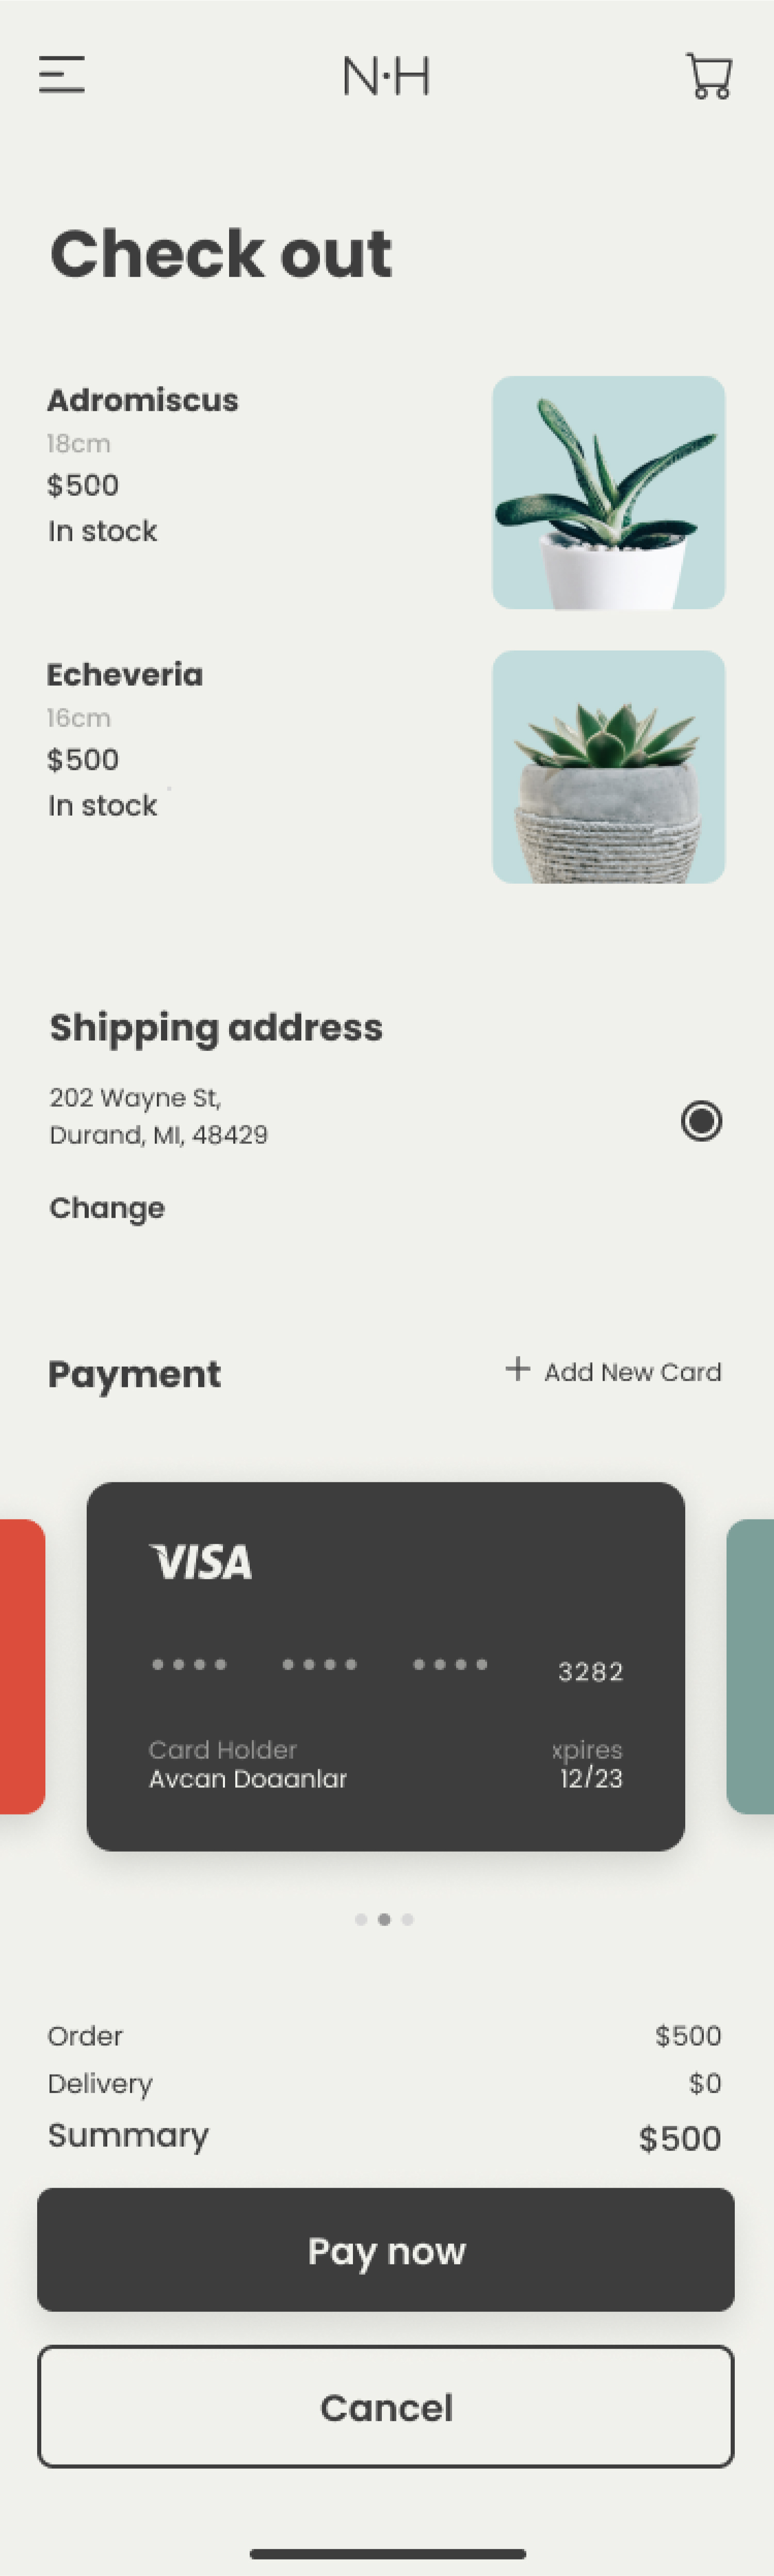 N·H
Check out
Adromiscus
18cm
$500
In stock
Echeveria
16cm
$500
In stock
Shipping address
202 Wayne St,
Durand, MI, 48429
Change
Payment
+ Add New Card
VISA
•••• •••• •••• 3282
Card Holder xpires
Avcan Doganlar 12/23
Order $500
Delivery $0
Summary $500
Pay now
Cancel